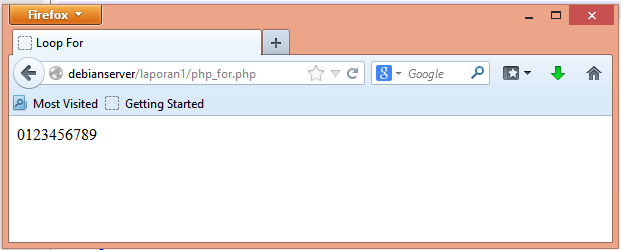 Firefox
Loop For
debianserver/laporan1/php_for.php
Google
Most Visited
Getting Started
0123456789